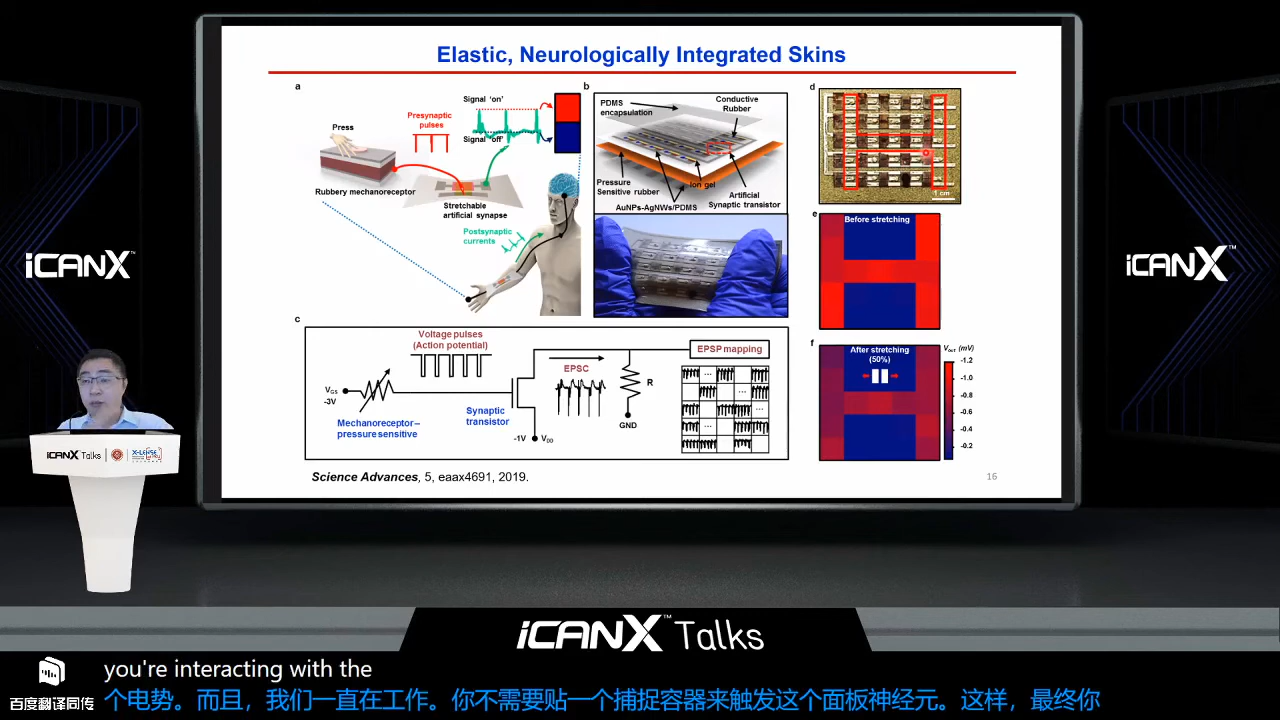 Elastic, Neurologically Integrated Skins
a
Press
Rubbery mechanoreceptor
Presynaptic
pulses
Signal 'on'
Signal 'off'
Stretchable
artificial synapse
Postsynaptic
currents
b
PDMS
encapsulation
Conductive
Rubber
Pressure
Sensitive rubber
Ion gel
AuNPs-AgNWs/PDMS
Artificial
Synaptic transistor
c
Voltage pulses
(Action potential)
VGS
-3V
Mechanoreceptor–
pressure sensitive
Synaptic
transistor
EPSC
-1V
VDD
R
GND
EPSP mapping
...
...
...
...
d
1 cm
e
Before stretching
f
After stretching
(50%)
VOUT (mV)
-1.2
-1.0
-0.8
-0.6
-0.4
-0.2
Science Advances, 5, eaax4691, 2019.
16
iCANX™
iCANX™
iCANX Talks
X-LENSE
iCANX™ Talks
you're interacting with the
百度翻译同传
个电势。而且，我们一直在工作。你不需要贴一个捕捉容器来触发这个面板神经元。这样，最终你